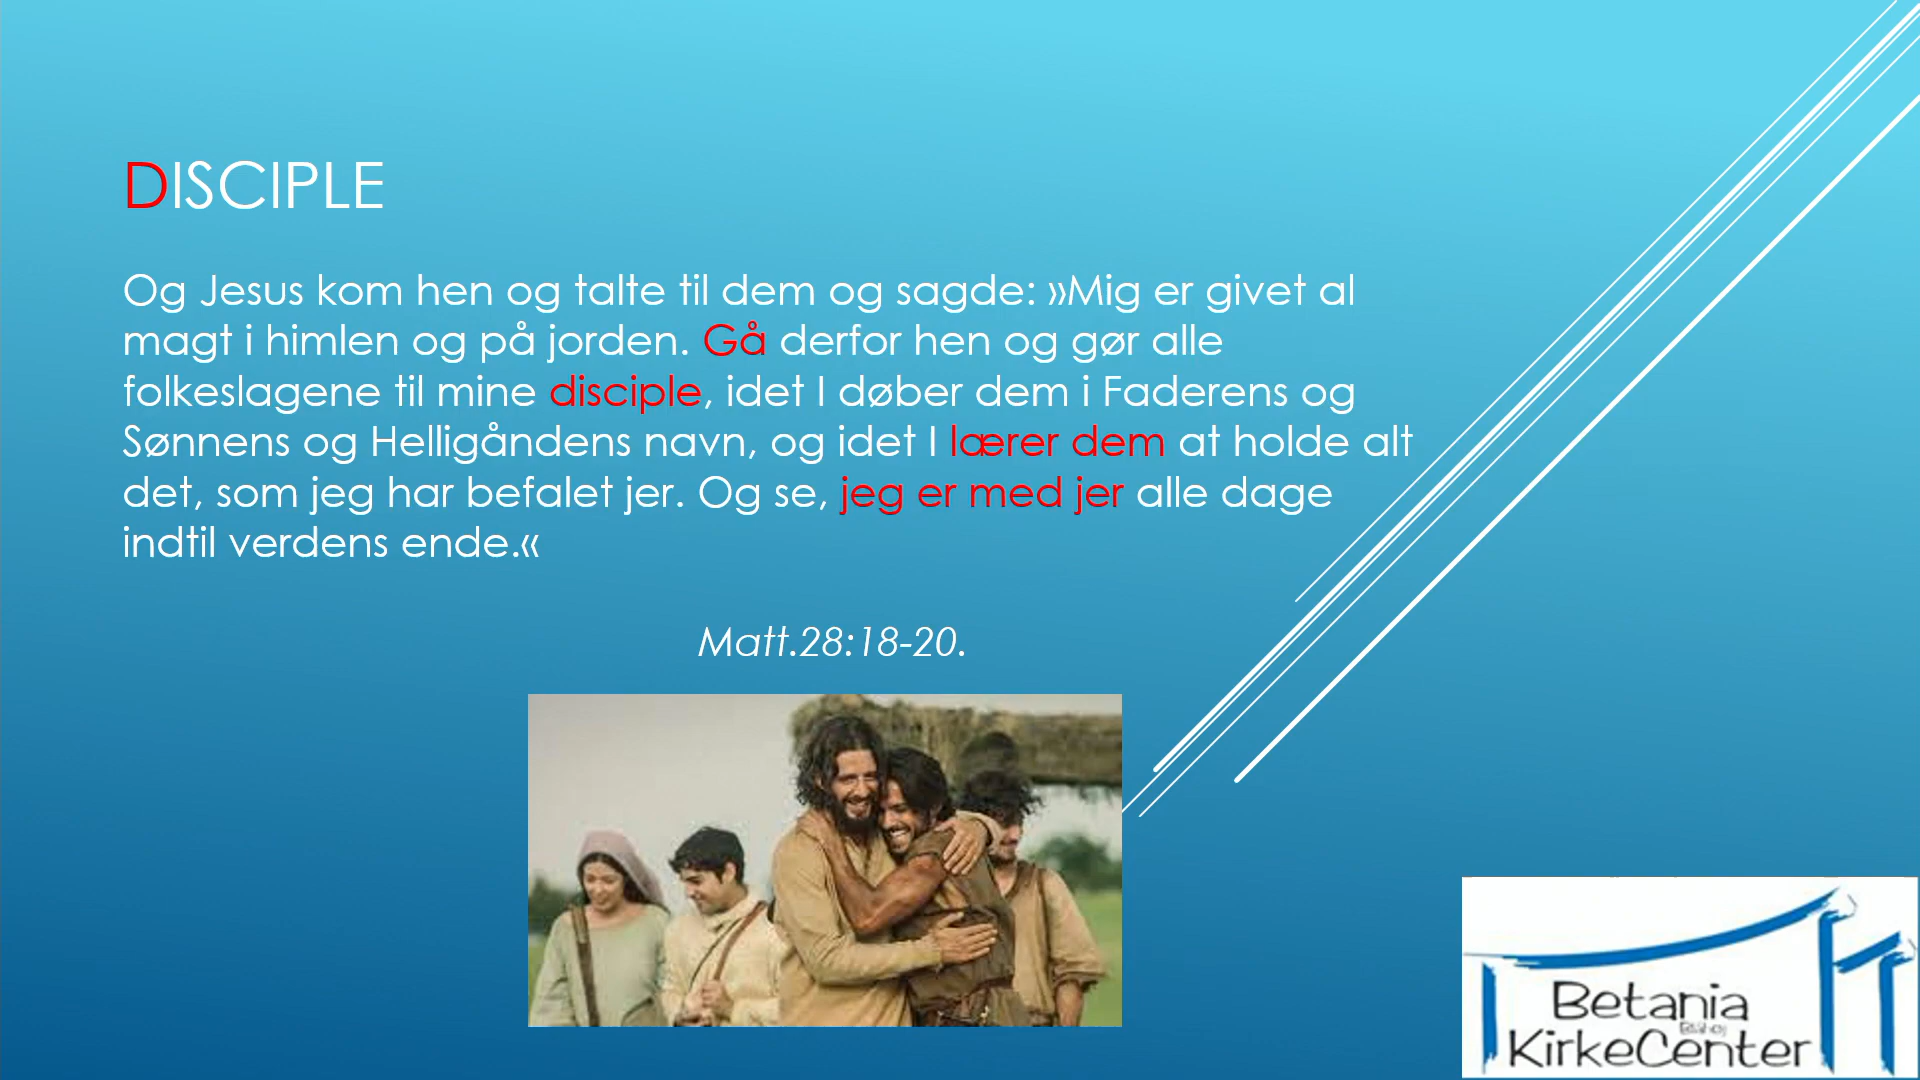 DISCIPLE
Og Jesus kom hen og talte til dem og sagde: »Mig er givet al
magt i himlen og på jorden. Gå derfor hen og gør alle
folkeslagene til mine disciple, idet I døber dem i Faderens og
Sønnens og Helligåndens navn, og idet I lærer dem at holde alt
det, som jeg har befalet jer. Og se, jeg er med jer alle dage
indtil verdens ende.«
Matt.28:18-20.
Betania
KirkeCenter